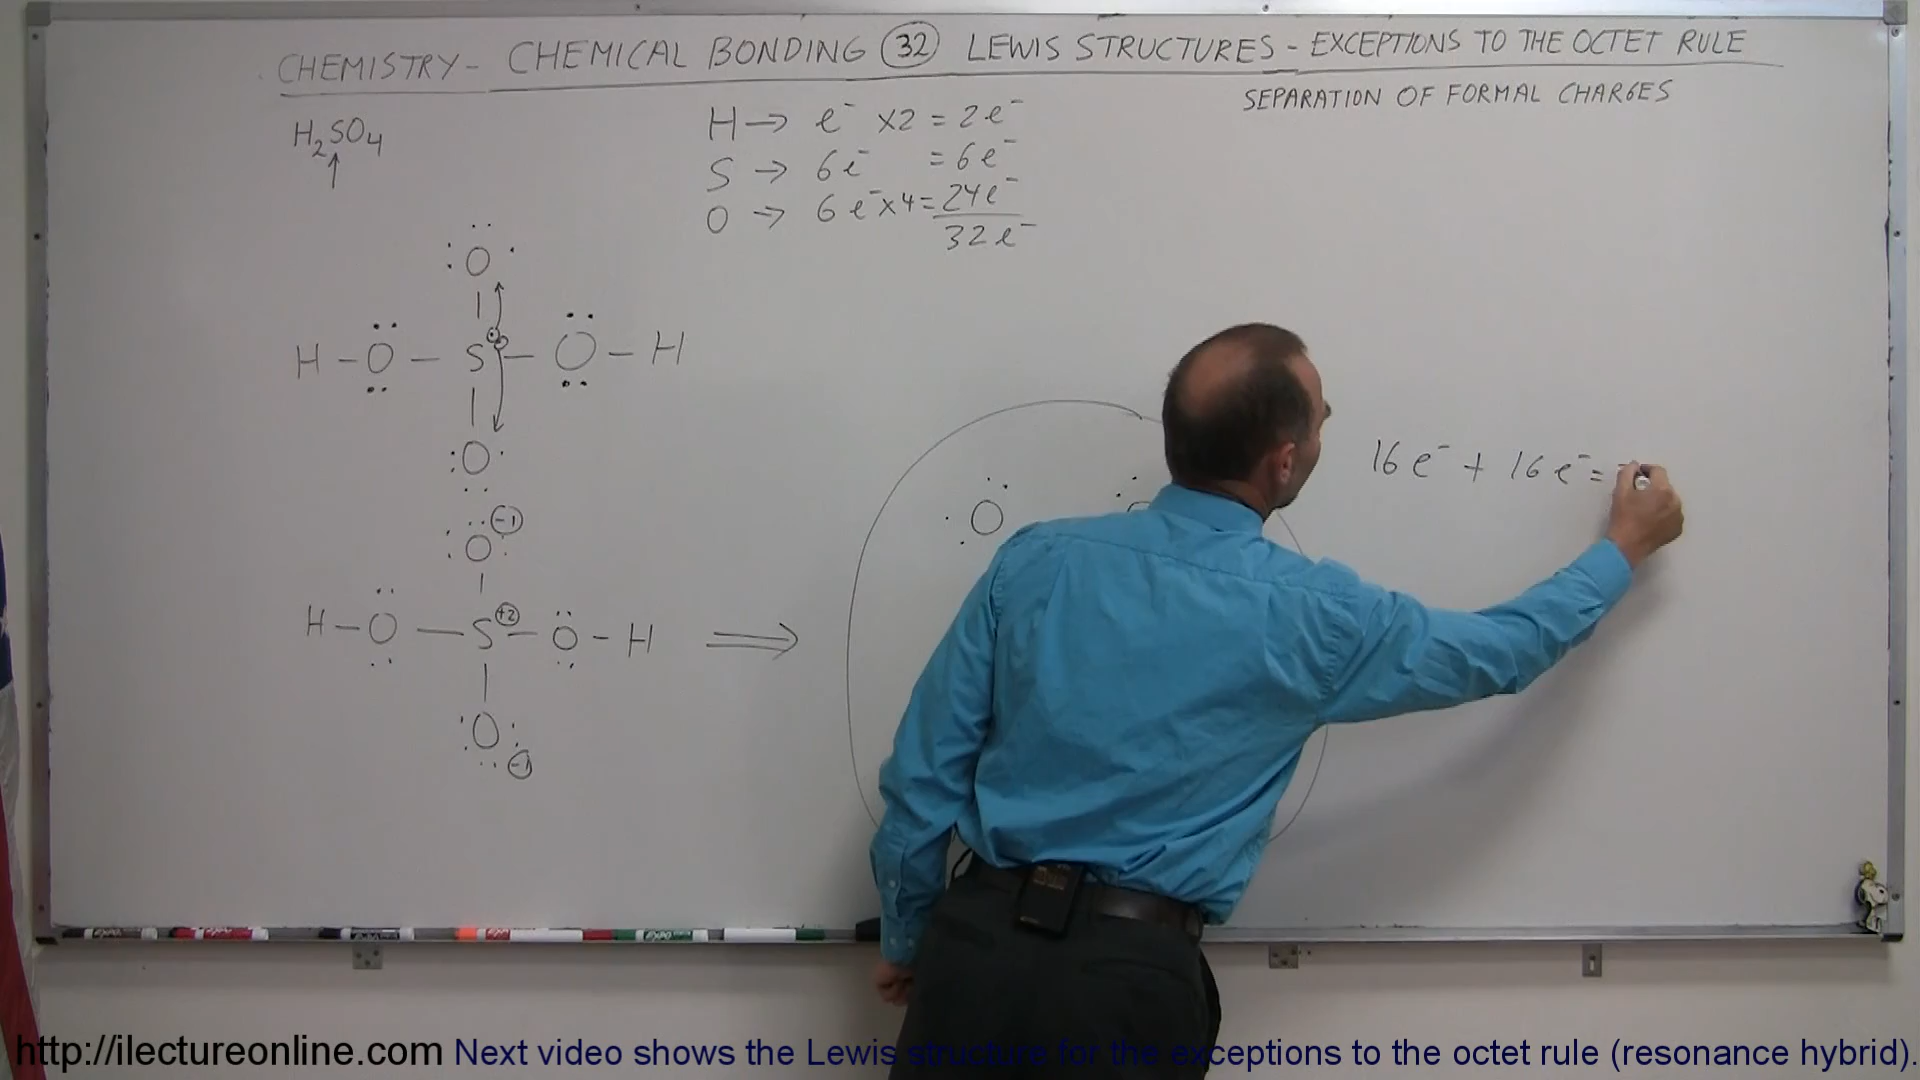 CHEMISTRY - CHEMICAL BONDING 32 LEWIS STRUCTURES - EXCEPTIONS TO THE OCTET RULE
SEPARATION OF FORMAL CHARGES
H₂SO₄
H → e⁻ x2 = 2e⁻
S → 6e⁻ = 6e⁻
O → 6e⁻x4 = 24e⁻
32e⁻
O
H - O - S - O - H
O
16e⁻ + 16e⁻ =
O
-1
O
H - O - S +2 - O - H
O
-1
http://ilectureonline.com Next video shows the Lewis structure for the exceptions to the octet rule (resonance hybrid).